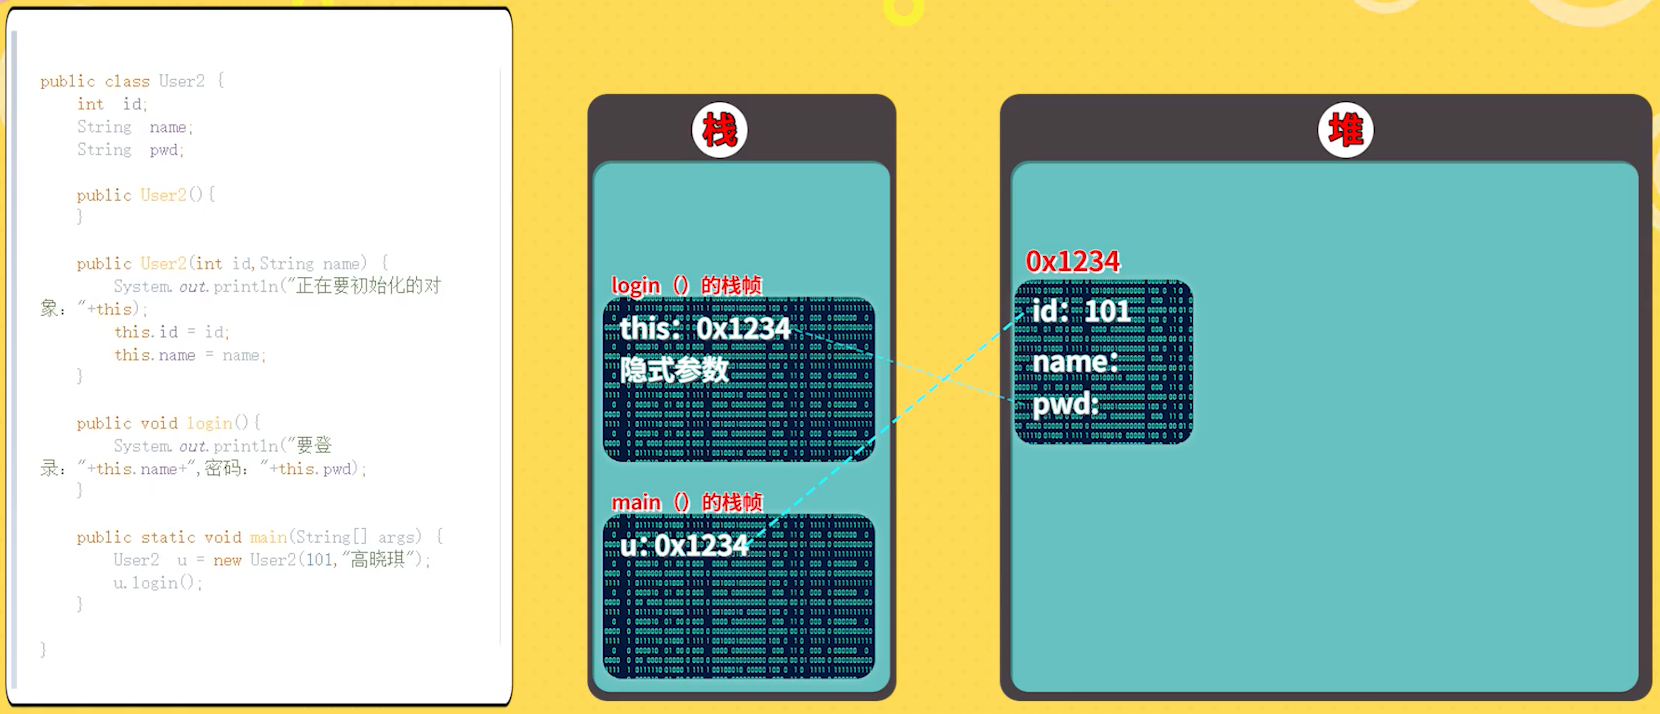 public class User2 {
int id;
String name;
String pwd;
public User2(){
}
public User2(int id,String name) {
System.out.println("正在要初始化的对
象："+this);
this.id = id;
this.name = name;
}
public void login(){
System.out.println("要登
录："+this.name+",密码："+this.pwd);
}
public static void main(String[] args) {
User2 u = new User2(101,"高晓琪");
u.login();
}
}
栈
login（）的栈帧
this：0x1234
隐式参数
main（）的栈帧
u：0x1234
堆
0x1234
id：101
name：
pwd：